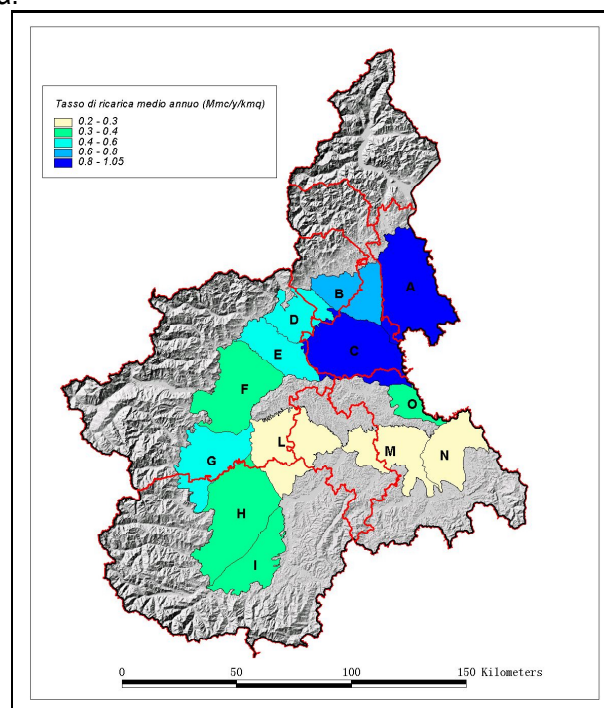 a.
Tasso di ricarica medio annuo (Mmc/y/kmq)
0.2 - 0.3
0.3 - 0.4
0.4 - 0.6
0.6 - 0.8
0.8 - 1.05
A
B
D
C
E
F
O
L
M
N
G
H
I
0 50 100 150 Kilometers